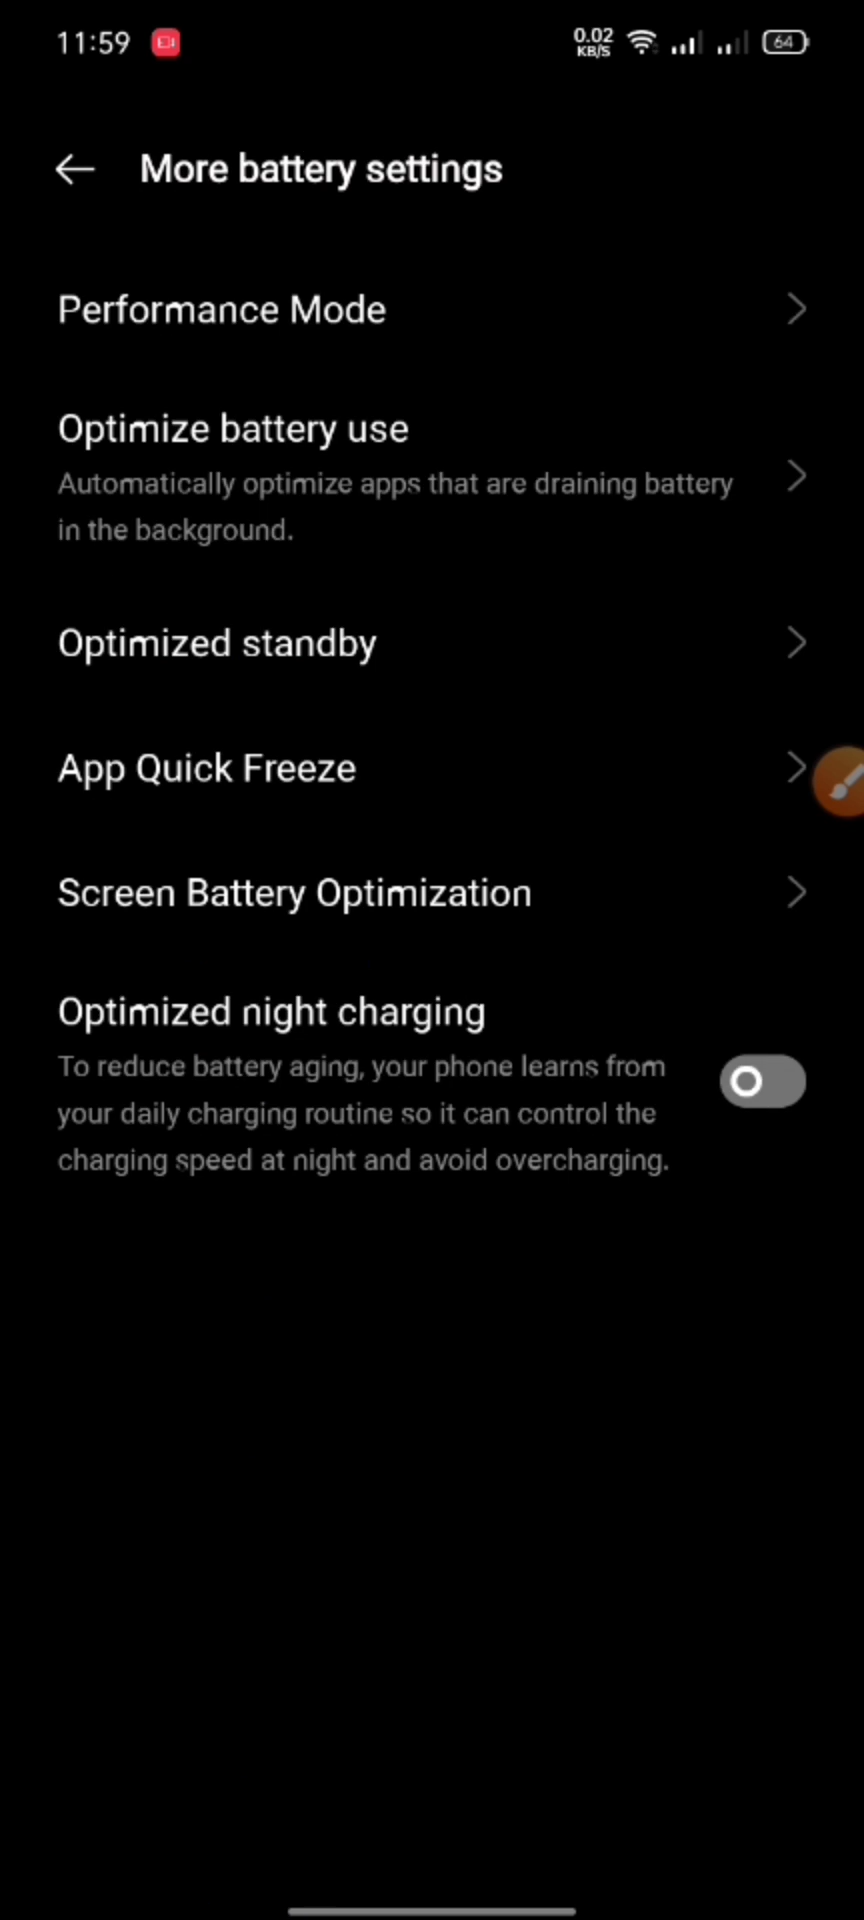 11:59
0.02
KB/S
64
More battery settings
Performance Mode
Optimize battery use
Automatically optimize apps that are draining battery
in the background.
Optimized standby
App Quick Freeze
Screen Battery Optimization
Optimized night charging
To reduce battery aging, your phone learns from
your daily charging routine so it can control the
charging speed at night and avoid overcharging.